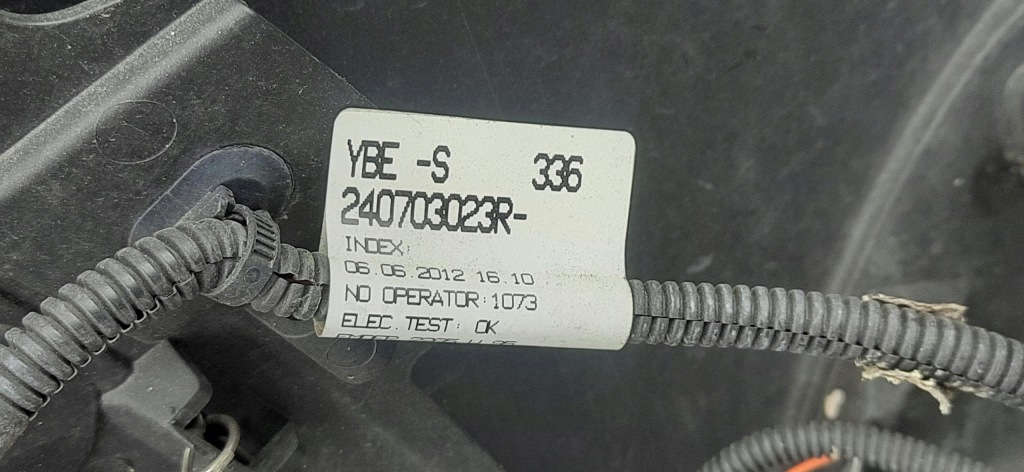 YBE -S 336
240703023R-
INDEX:
06.06.2012 16.10
NO OPERATOR:1073
ELEC.TEST: OK